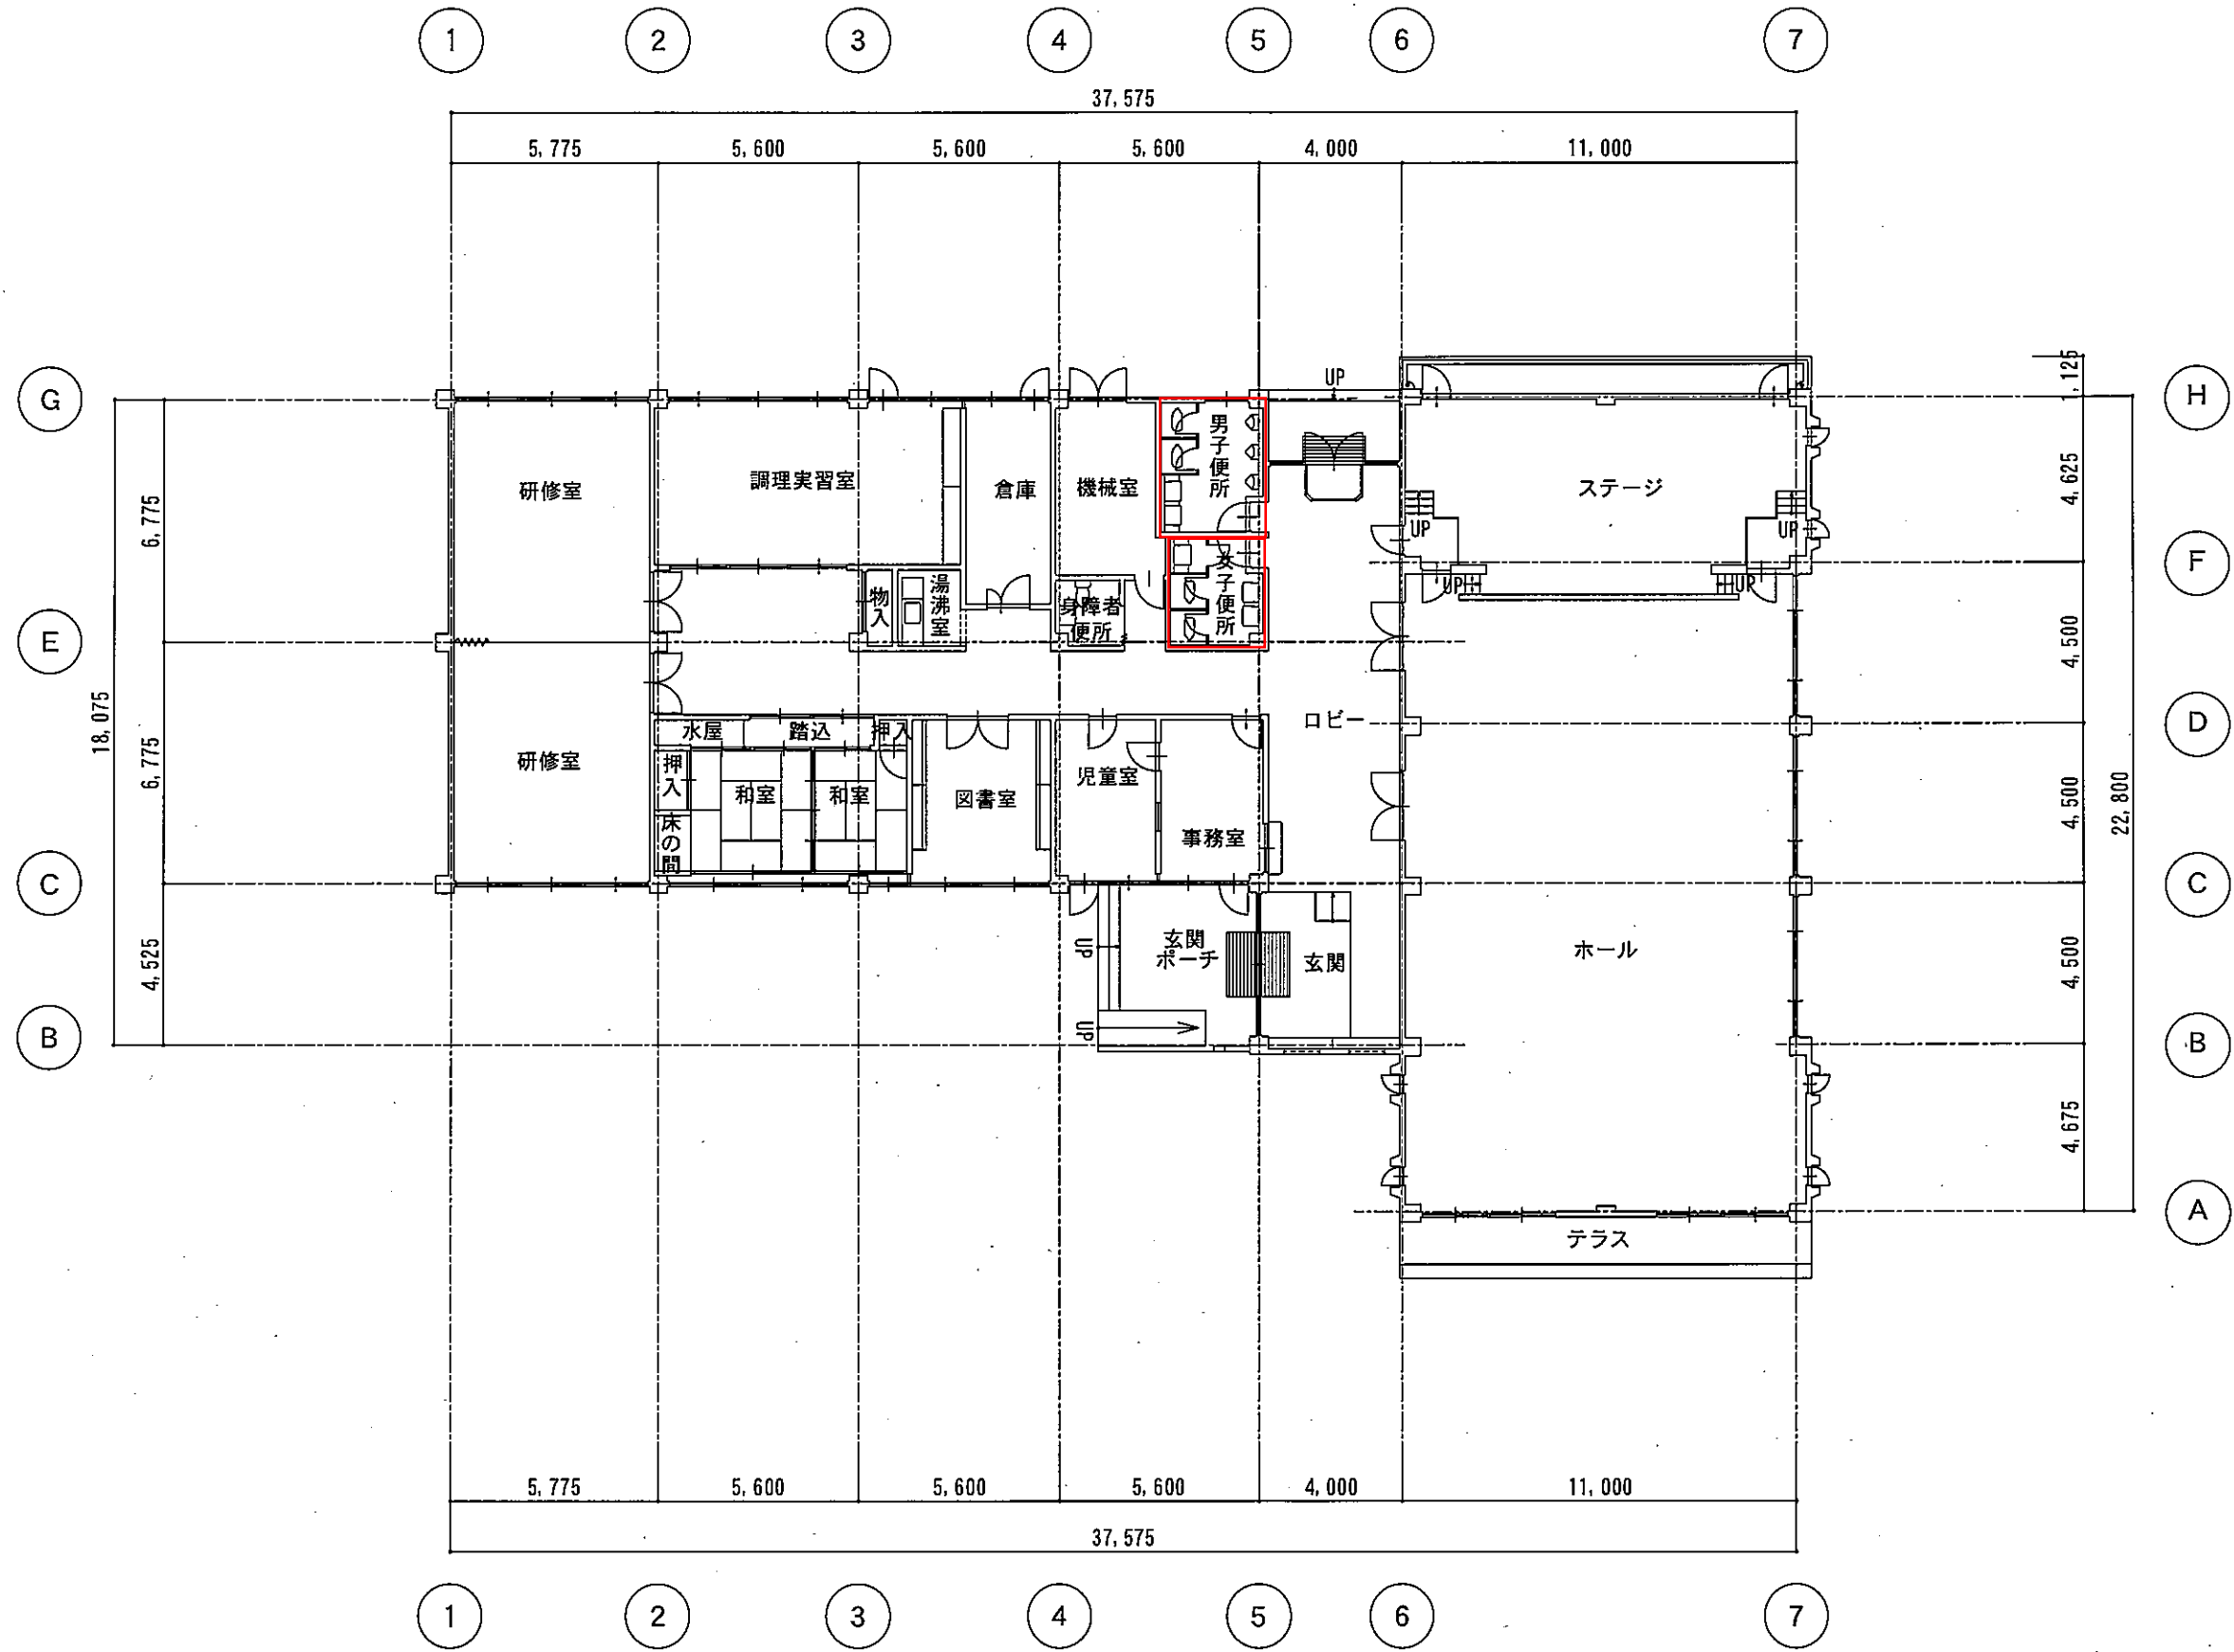 1 2 3 4 5 6 7
37,575
5,775 5,600 5,600 5,600 4,000 11,000
G
E
C
B
18,075
6,775
6,775
4,525
H
F
D
C
B
A
1,125
4,625
4,500
4,500
4,500
4,675
22,800
UP
研修室
調理実習室
倉庫
機械室
男子便所
ステージ
UP
UP
UP
UP
物入
湯沸室
身障者
便所
女子便所
ロビー
水屋
踏込
押入
押入
床の間
研修室
和室
和室
図書室
児童室
事務室
UP
UP
玄関
ポーチ
玄関
ホール
テラス
5,775 5,600 5,600 5,600 4,000 11,000
37,575
1 2 3 4 5 6 7